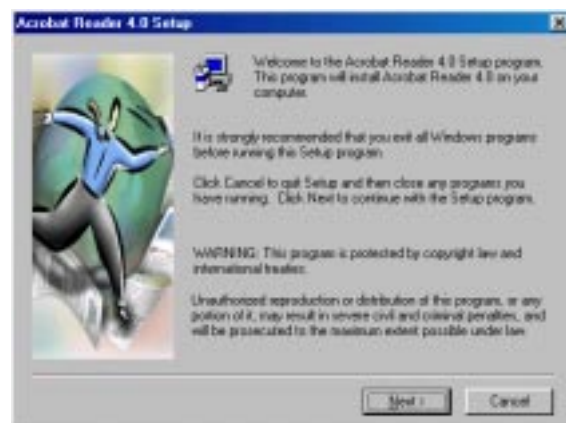 Acrobat Reader 4.0 Setup
Welcome to the Acrobat Reader 4.0 Setup program.
This program will install Acrobat Reader 4.0 on your
computer.
It is strongly recommended that you exit all Windows programs
before running this Setup program.
Click Cancel to quit Setup and then close any programs you
have running. Click Next to continue with the Setup program.
WARNING: This program is protected by copyright law and
international treaties.
Unauthorized reproduction or distribution of this program, or any
portion of it, may result in severe civil and criminal penalties, and
will be prosecuted to the maximum extent possible under law.
Next >
Cancel